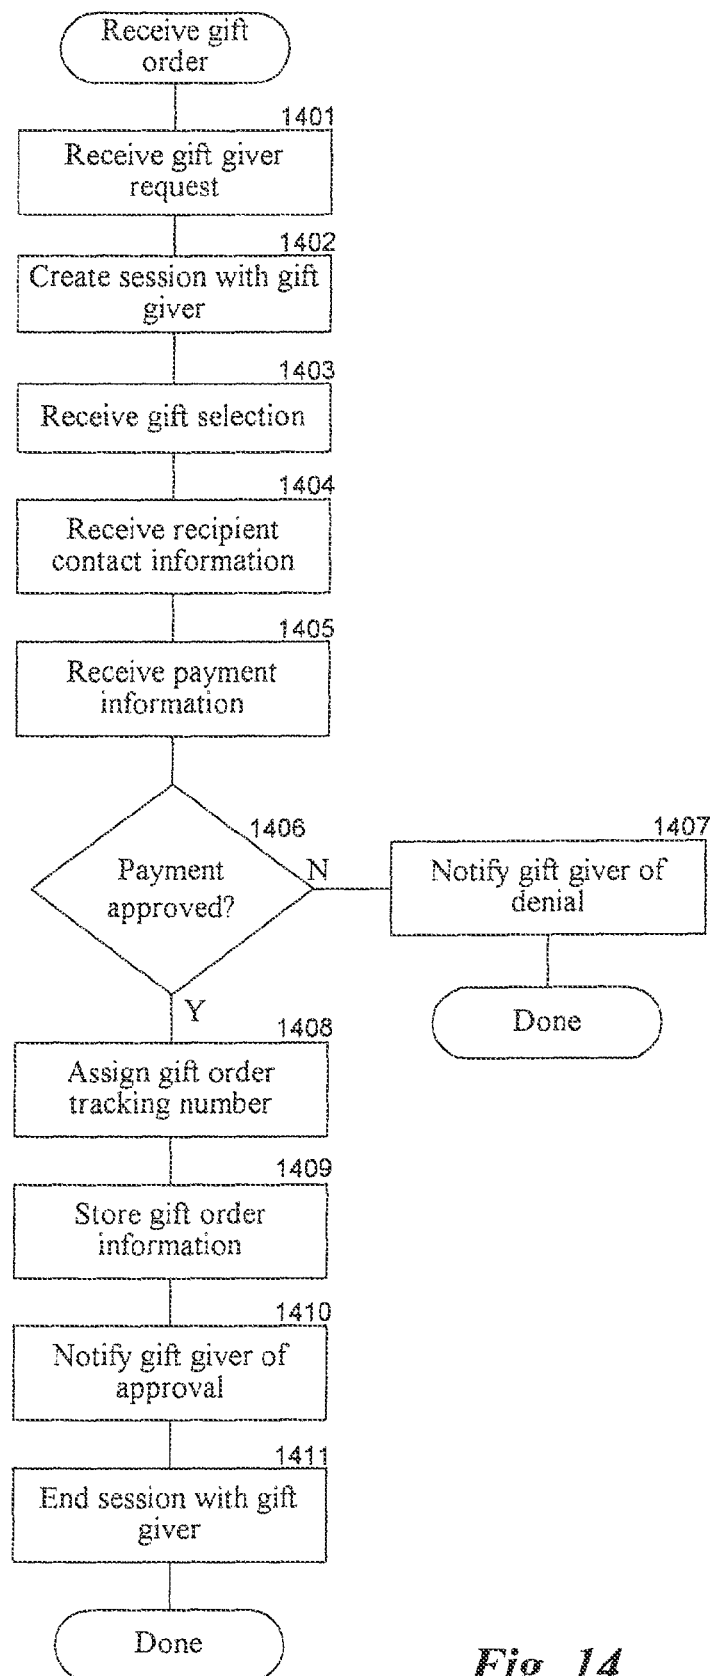 Receive gift
order
1401
Receive gift giver
request
1402
Create session with gift
giver
1403
Receive gift selection
1404
Receive recipient
contact information
1405
Receive payment
information
1406
Payment
approved?
N
1407
Notify gift giver of
denial
Done
Y
1408
Assign gift order
tracking number
1409
Store gift order
information
1410
Notify gift giver of
approval
1411
End session with gift
giver
Done
Fig. 14